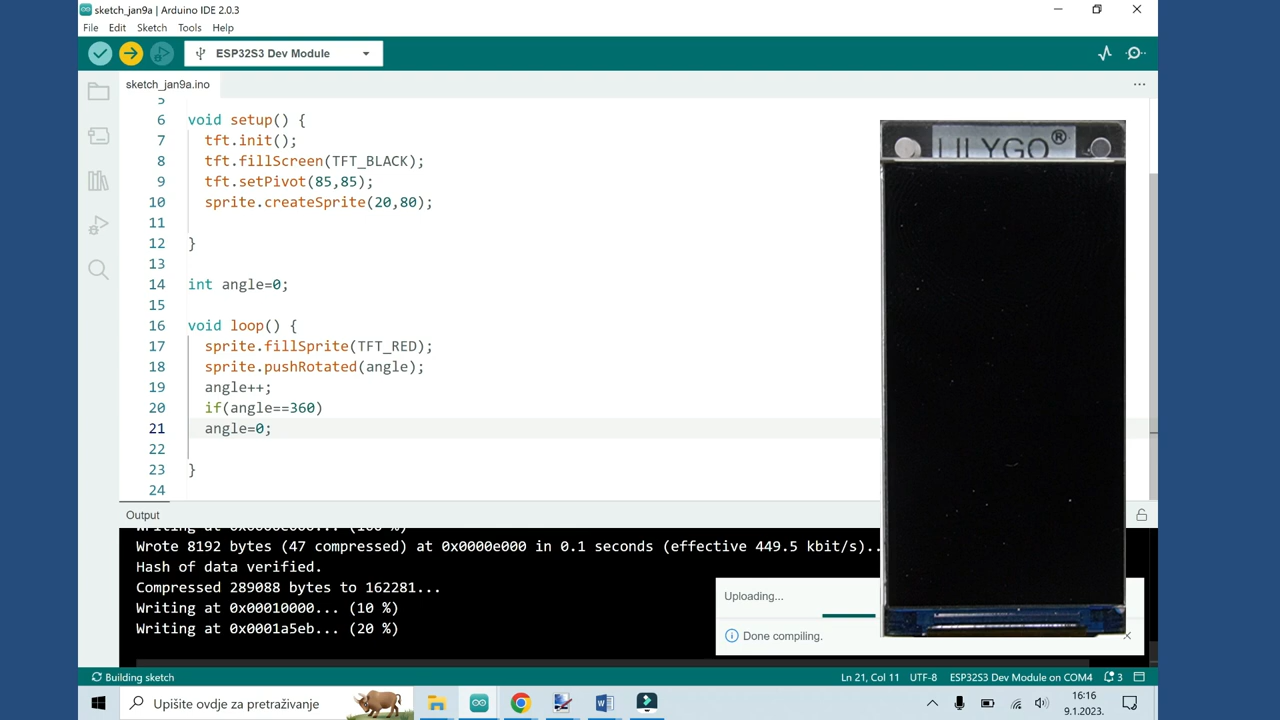 sketch_jan9a | Arduino IDE 2.0.3
File Edit Sketch Tools Help
ESP32S3 Dev Module
sketch_jan9a.ino
5
6 void setup() {
7 tft.init();
8 tft.fillScreen(TFT_BLACK);
9 tft.setPivot(85,85);
10 sprite.createSprite(20,80);
11
12 }
13
14 int angle=0;
15
16 void loop() {
17 sprite.fillSprite(TFT_RED);
18 sprite.pushRotated(angle);
19 angle++;
20 if(angle==360)
21 angle=0;
22
23 }
24
LILYGO®
Output
Writing at 0x0000e000... (100 %)
Wrote 8192 bytes (47 compressed) at 0x0000e000 in 0.1 seconds (effective 449.5 kbit/s)..
Hash of data verified.
Compressed 289088 bytes to 162281...
Writing at 0x00010000... (10 %)
Writing at 0x0001a5eb... (20 %)
Uploading...
Done compiling.
Building sketch
Ln 21, Col 11 UTF-8 ESP32S3 Dev Module on COM4 3
Upišite ovdje za pretraživanje
16:16
9.1.2023.